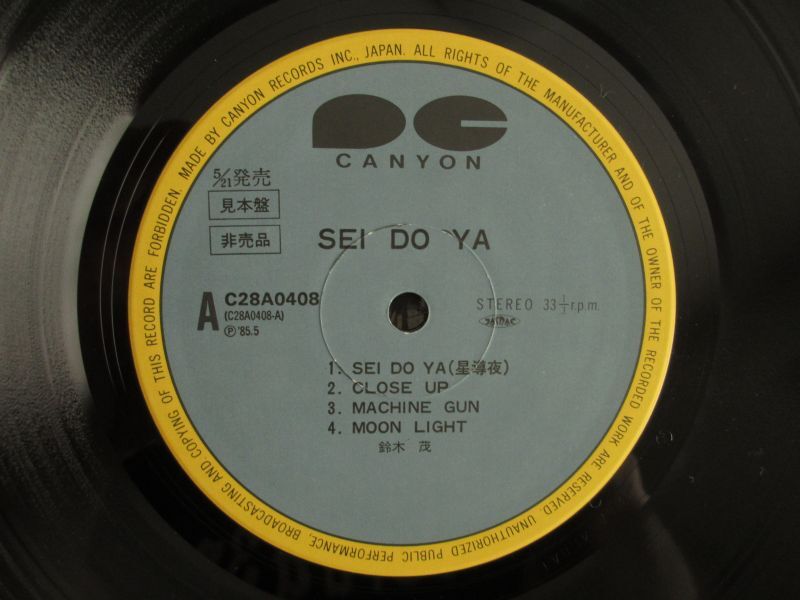 MADE BY CANYON RECORDS INC., JAPAN. ALL RIGHTS OF THE MANUFACTURER AND OF THE OWNER OF THE RECORDED WORK ARE RESERVED. UNAUTHORIZED PUBLIC PERFORMANCE, BROADCASTING AND COPYING OF THIS RECORD ARE FORBIDDEN.
CANYON
5/21発売
見本盤
非売品
SEI DO YA
A C28A0408
(C28A0408-A)
Ⓟ '85.5
STEREO 33 1/3 r.p.m.
JASRAC
1. SEI DO YA (星導夜)
2. CLOSE UP
3. MACHINE GUN
4. MOON LIGHT
鈴木 茂